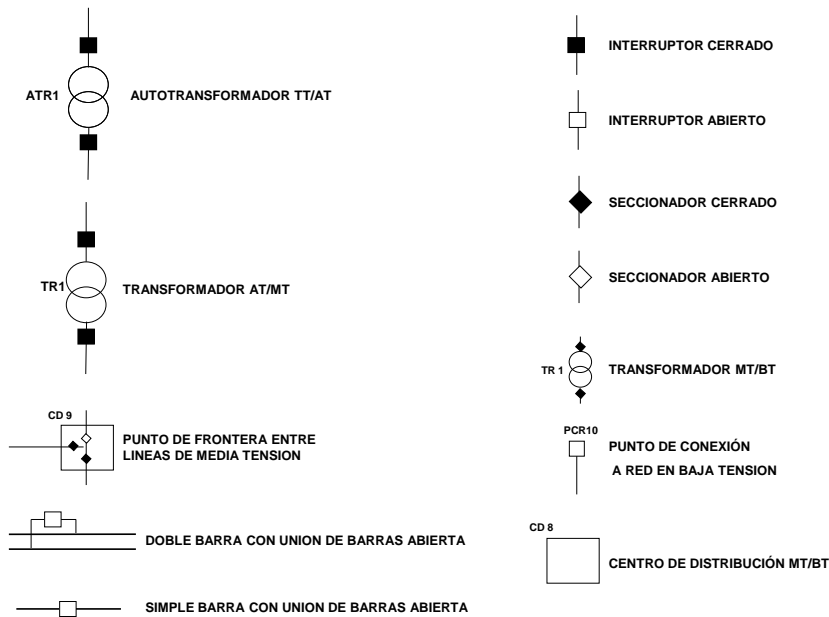 ATR1
AUTOTRANSFORMADOR TT/AT
TR1
TRANSFORMADOR AT/MT
CD 9
PUNTO DE FRONTERA ENTRE
LINEAS DE MEDIA TENSION
DOBLE BARRA CON UNION DE BARRAS ABIERTA
SIMPLE BARRA CON UNION DE BARRAS ABIERTA
INTERRUPTOR CERRADO
INTERRUPTOR ABIERTO
SECCIONADOR CERRADO
SECCIONADOR ABIERTO
TR 1
TRANSFORMADOR MT/BT
PCR10
PUNTO DE CONEXIÓN
A RED EN BAJA TENSION
CD 8
CENTRO DE DISTRIBUCIÓN MT/BT